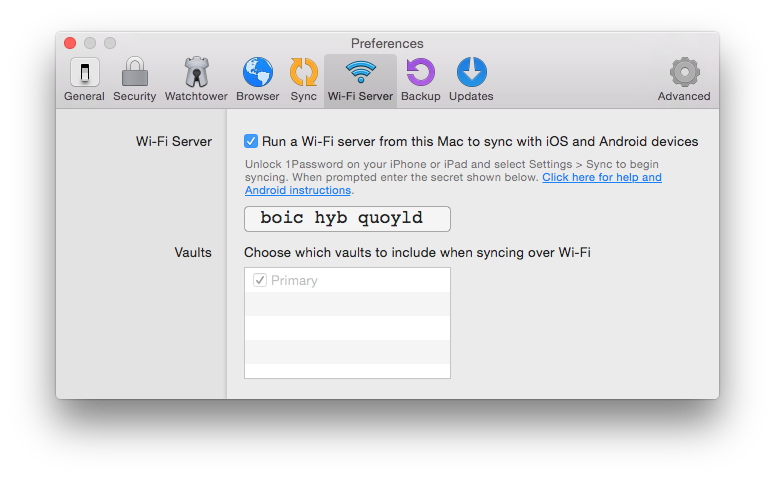 Preferences
General Security Watchtower Browser Sync Wi-Fi Server Backup Updates Advanced
Wi-Fi Server
Run a Wi-Fi server from this Mac to sync with iOS and Android devices
Unlock 1Password on your iPhone or iPad and select Settings > Sync to begin
syncing. When prompted enter the secret shown below. Click here for help and
Android instructions.
boic hyb quoyld
Vaults
Choose which vaults to include when syncing over Wi-Fi
Primary